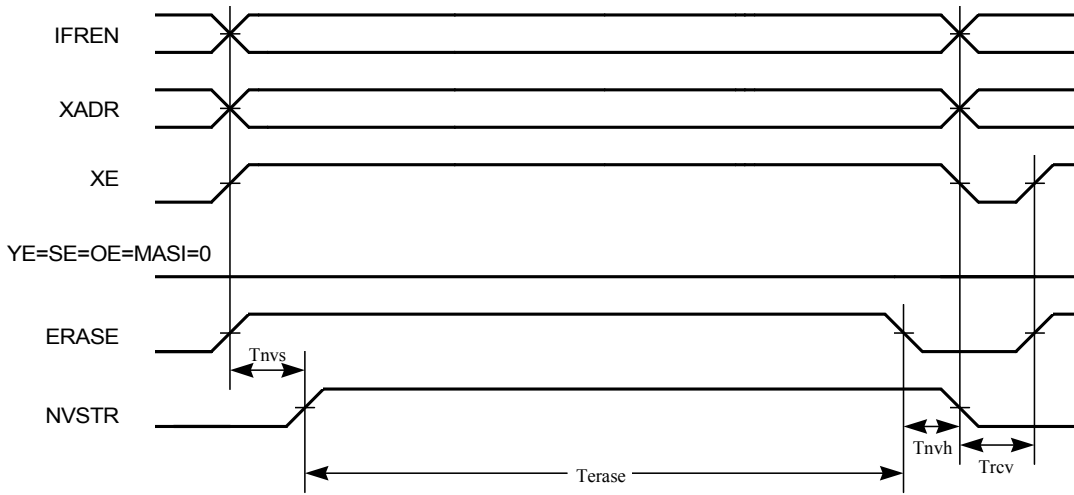 IFREN
XADR
XE
YE=SE=OE=MASI=0
ERASE
Tnvs
NVSTR
Tnvh
Trcv
Terase